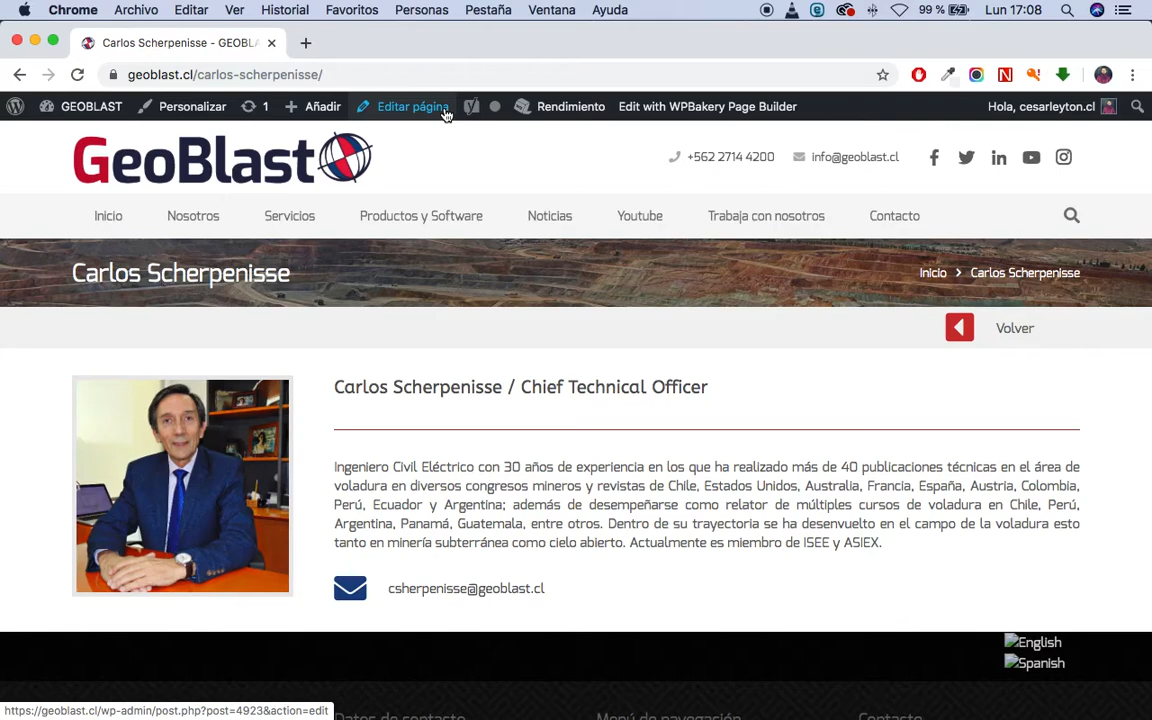 Chrome Archivo Editar Ver Historial Favoritos Personas Pestaña Ventana Ayuda 99 % Lun 17:08
Carlos Scherpenisse - GEOBLA
geoblast.cl/carlos-scherpenisse/
GEOBLAST Personalizar 1 Añadir Editar página Rendimiento Edit with WPBakery Page Builder Hola, cesarleyton.cl
GeoBlast
+562 2714 4200 info@geoblast.cl
Inicio Nosotros Servicios Productos y Software Noticias Youtube Trabaja con nosotros Contacto
Carlos Scherpenisse
Inicio > Carlos Scherpenisse
Volver
Carlos Scherpenisse / Chief Technical Officer
Ingeniero Civil Eléctrico con 30 años de experiencia en los que ha realizado más de 40 publicaciones técnicas en el área de
voladura en diversos congresos mineros y revistas de Chile, Estados Unidos, Australia, Francia, España, Austria, Colombia,
Perú, Ecuador y Argentina; además de desempeñarse como relator de múltiples cursos de voladura en Chile, Perú,
Argentina, Panamá, Guatemala, entre otros. Dentro de su trayectoria se ha desenvuelto en el campo de la voladura esto
tanto en minería subterránea como cielo abierto. Actualmente es miembro de ISEE y ASIEX.
csherpenisse@geoblast.cl
English
Spanish
https://geoblast.cl/wp-admin/post.php?post=4923&action=edit
Datos de contacto Menú de navegación Contacto